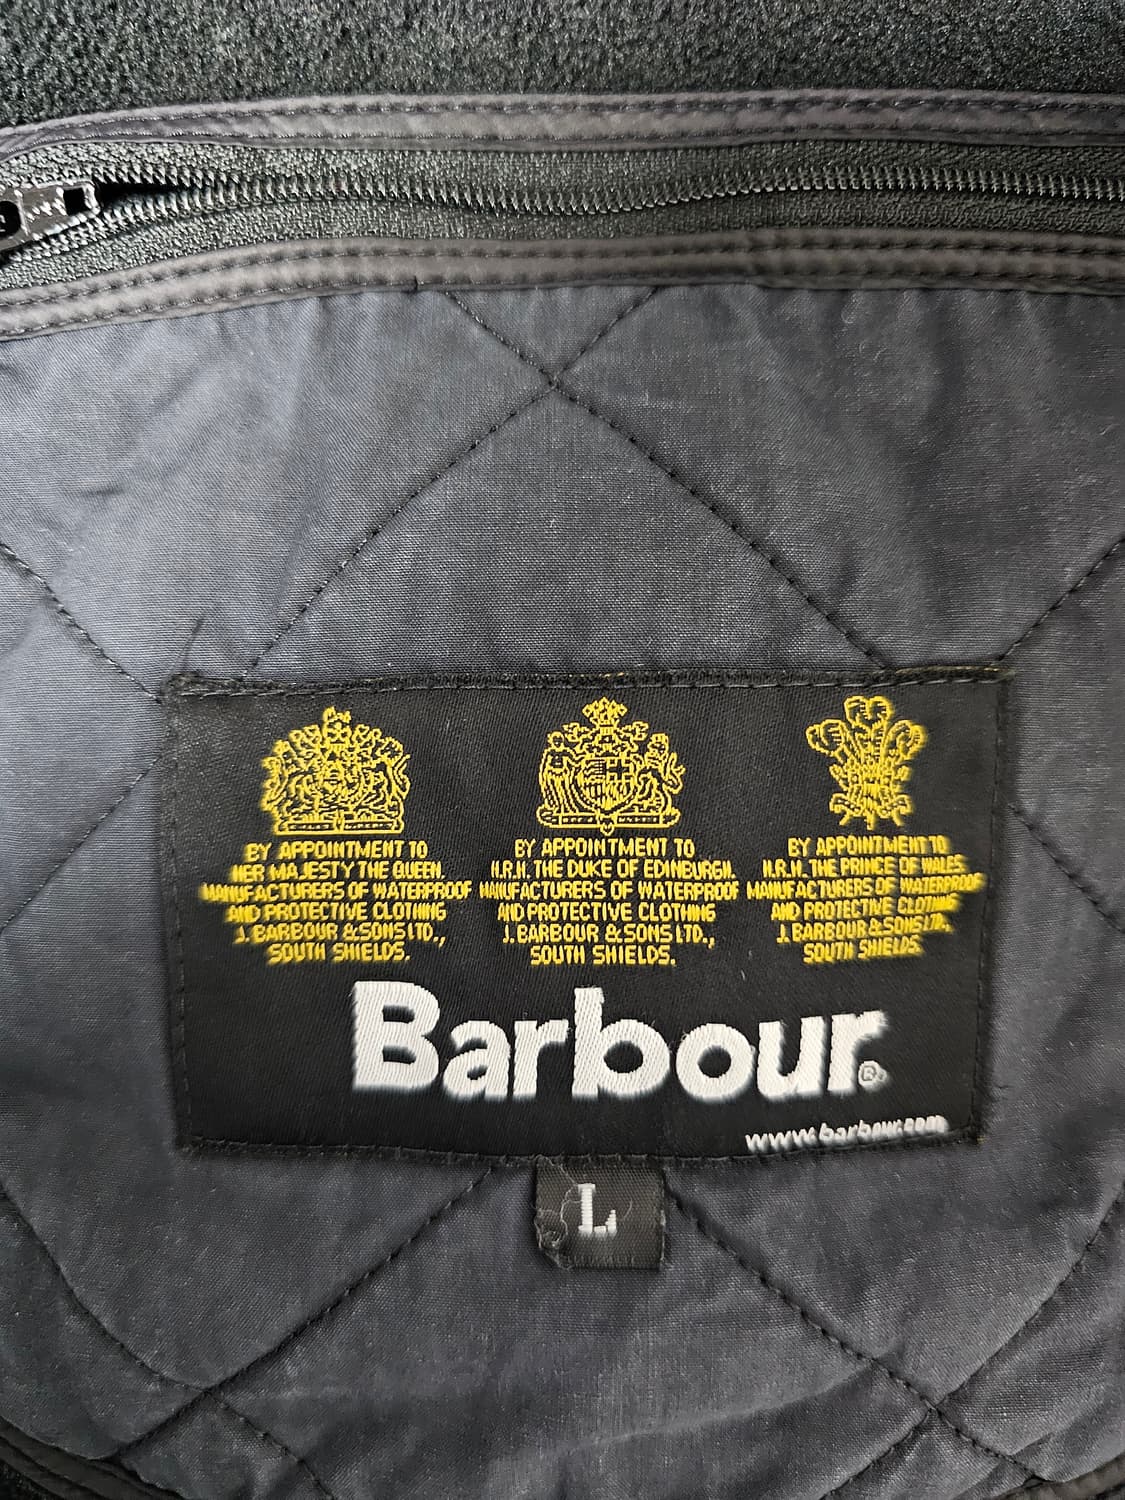 BY APPOINTMENT TO
HER MAJESTY THE QUEEN.
MANUFACTURERS OF WATERPROOF
AND PROTECTIVE CLOTHING
J. BARBOUR & SONS LTD.,
SOUTH SHIELDS.
BY APPOINTMENT TO
H.R.H. THE DUKE OF EDINBURGH.
MANUFACTURERS OF WATERPROOF
AND PROTECTIVE CLOTHING
J. BARBOUR & SONS LTD.,
SOUTH SHIELDS.
BY APPOINTMENT TO
H.R.H. THE PRINCE OF WALES.
MANUFACTURERS OF WATERPROOF
AND PROTECTIVE CLOTHING
J. BARBOUR & SONS LTD.,
SOUTH SHIELDS.
Barbour®
www.barbour.com
L